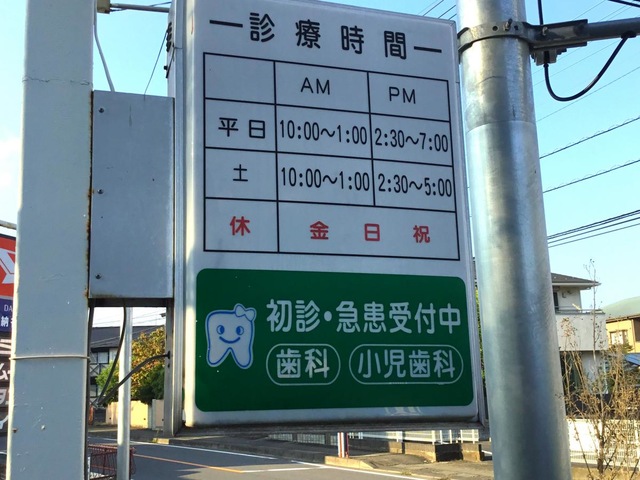 診療時間
AM PM
平日 10:00～1:00 2:30～7:00
土 10:00～1:00 2:30～5:00
休 金 日 祝
初診・急患受付中
歯科 小児歯科
DA
納